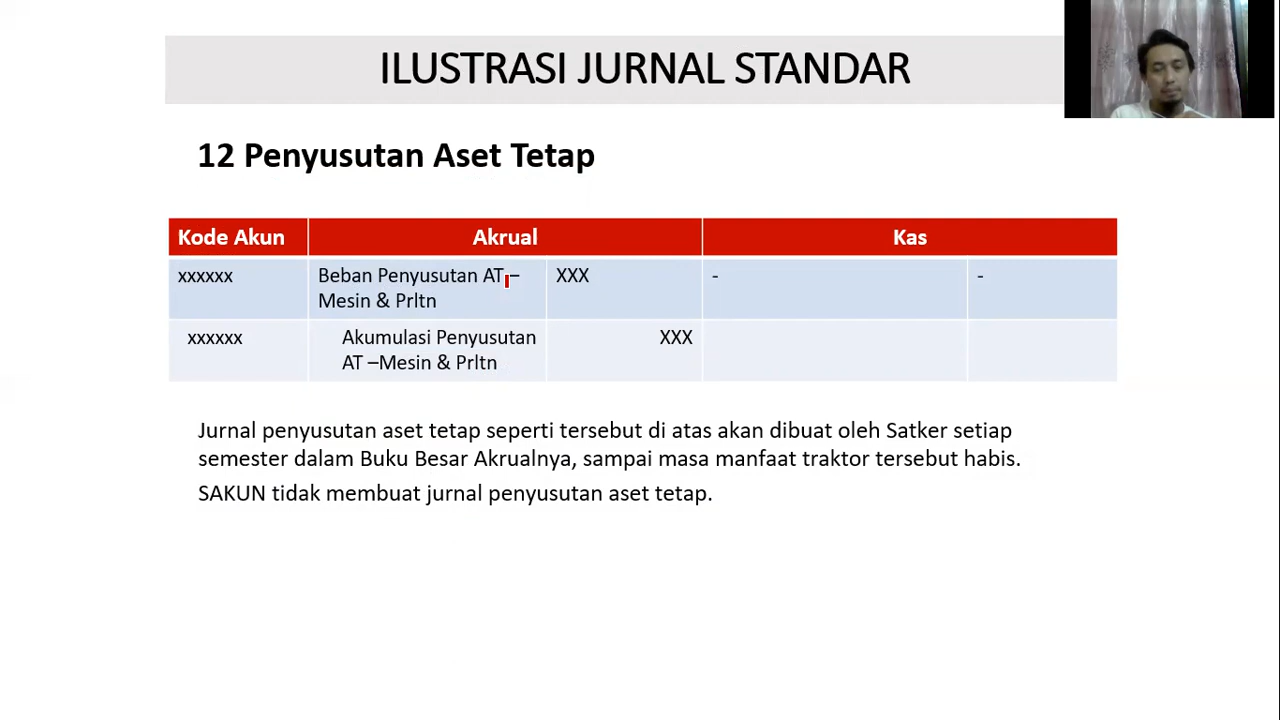 ILUSTRASI JURNAL STANDAR
12 Penyusutan Aset Tetap
Kode Akun Akrual Kas
xxxxxx Beban Penyusutan AT – XXX - -
Mesin & Prltn
xxxxxx Akumulasi Penyusutan XXX
AT –Mesin & Prltn
Jurnal penyusutan aset tetap seperti tersebut di atas akan dibuat oleh Satker setiap
semester dalam Buku Besar Akrualnya, sampai masa manfaat traktor tersebut habis.
SAKUN tidak membuat jurnal penyusutan aset tetap.